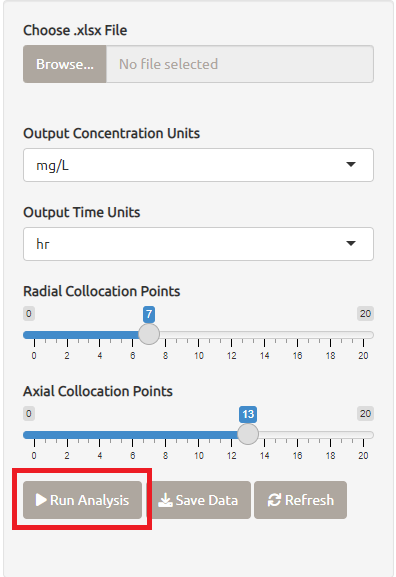 Choose .xlsx File
Browse... No file selected
Output Concentration Units
mg/L
Output Time Units
hr
Radial Collocation Points
0 7 20
0 2 4 6 8 10 12 14 16 18 20
Axial Collocation Points
0 13 20
0 2 4 6 8 10 12 14 16 18 20
Run Analysis Save Data Refresh